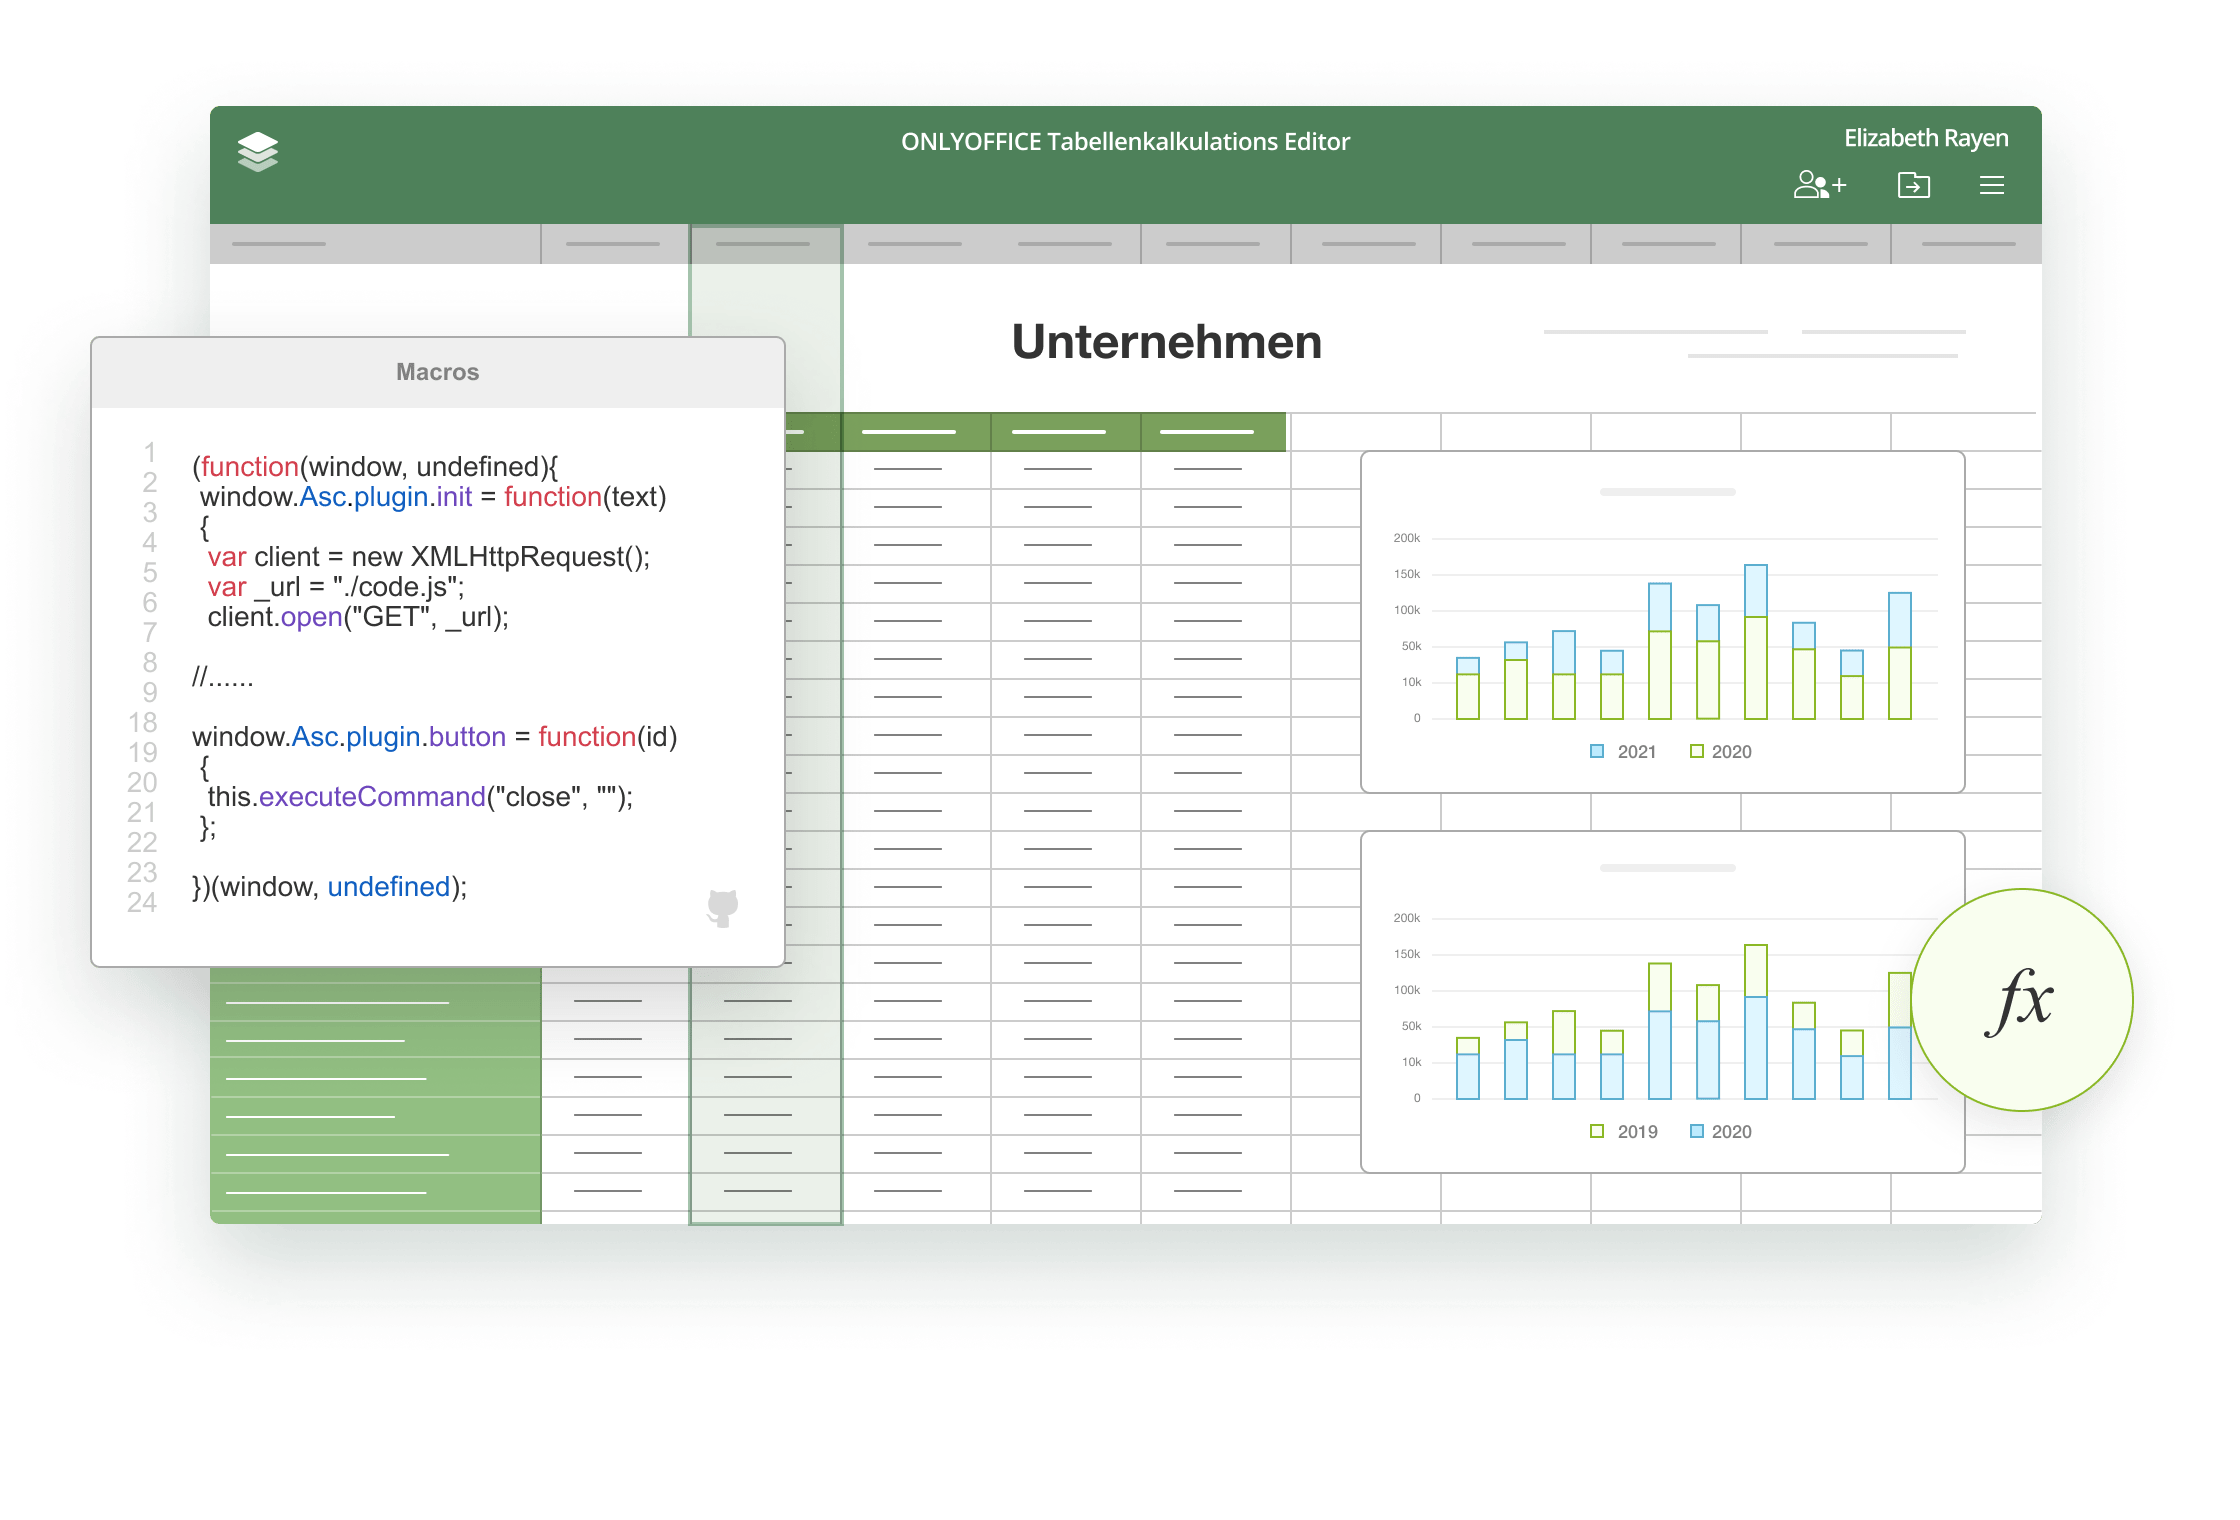 ONLYOFFICE Tabellenkalkulations Editor
Elizabeth Rayen
Unternehmen
Macros
1
2
3
4
5
6
7
8
9
18
19
20
21
22
23
24
(function(window, undefined){
window.Asc.plugin.init = function(text)
{
var client = new XMLHttpRequest();
var _url = "./code.js";
client.open("GET", _url);
//......
window.Asc.plugin.button = function(id)
{
this.executeCommand("close", "");
};
})(window, undefined);
200k
150k
100k
50k
10k
0
2021 2020
200k
150k
100k
50k
10k
0
2019 2020
fx